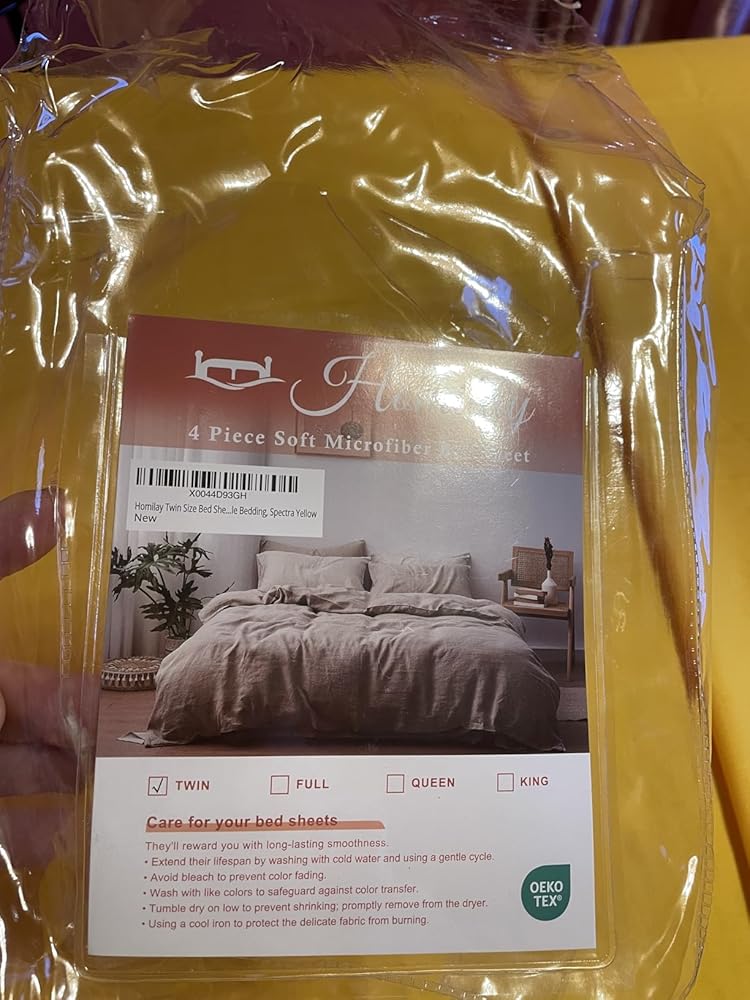 Homilay
4 Piece Soft Microfiber Sheet
X0044D93GH
Homilay Twin Size Bed She...le Bedding, Spectra Yellow
New
✓ TWIN FULL QUEEN KING
Care for your bed sheets
They'll reward you with long-lasting smoothness.
• Extend their lifespan by washing with cold water and using a gentle cycle.
• Avoid bleach to prevent color fading.
• Wash with like colors to safeguard against color transfer.
• Tumble dry on low to prevent shrinking; promptly remove from the dryer.
• Using a cool iron to protect the delicate fabric from burning.
OEKO
TEX®